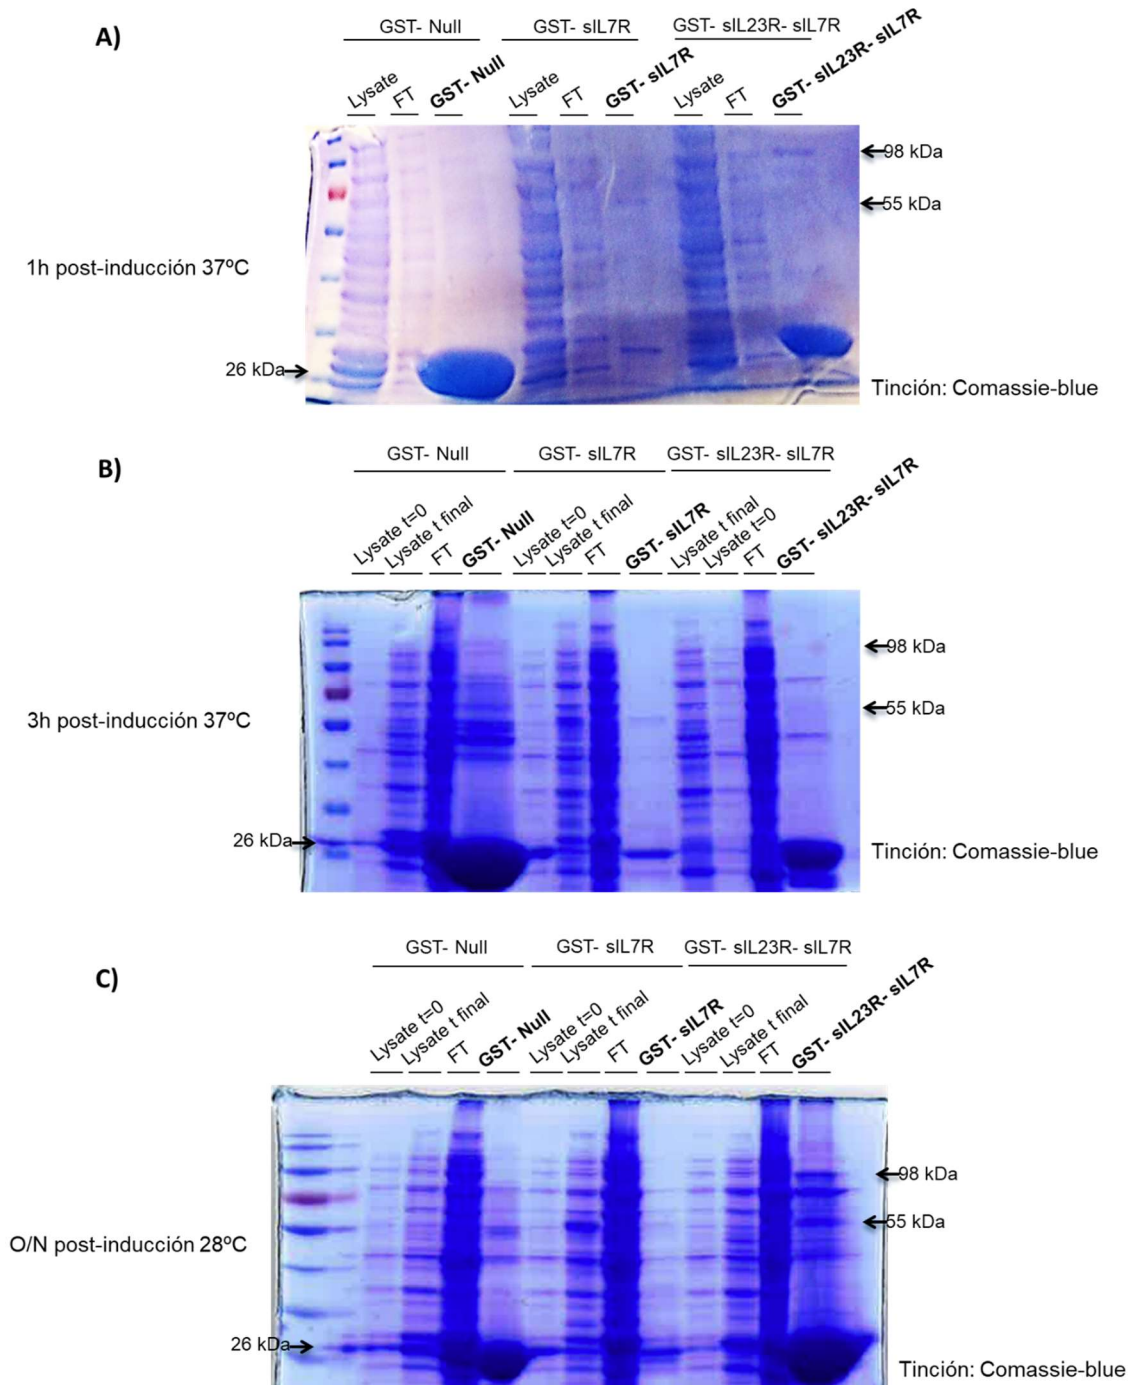 A)
GST- Null
GST- sIL7R
GST- sIL23R- sIL7R
Lysate
FT
GST- Null
Lysate
FT
GST- sIL7R
Lysate
FT
GST- sIL23R- sIL7R
98 kDa
55 kDa
1h post-inducción 37ºC
26 kDa
Tinción: Comassie-blue
B)
GST- Null
GST- sIL7R
GST- sIL23R- sIL7R
Lysate t=0
Lysate t final
FT
GST- Null
Lysate t=0
Lysate t final
FT
GST- sIL7R
Lysate t final
Lysate t=0
FT
GST- sIL23R- sIL7R
98 kDa
55 kDa
3h post-inducción 37ºC
26 kDa
Tinción: Comassie-blue
C)
GST- Null
GST- sIL7R
GST- sIL23R- sIL7R
Lysate t=0
Lysate t final
FT
GST- Null
Lysate t=0
Lysate t final
FT
GST- sIL7R
Lysate t=0
Lysate t final
FT
GST- sIL23R- sIL7R
98 kDa
55 kDa
O/N post-inducción 28ºC
26 kDa
Tinción: Comassie-blue